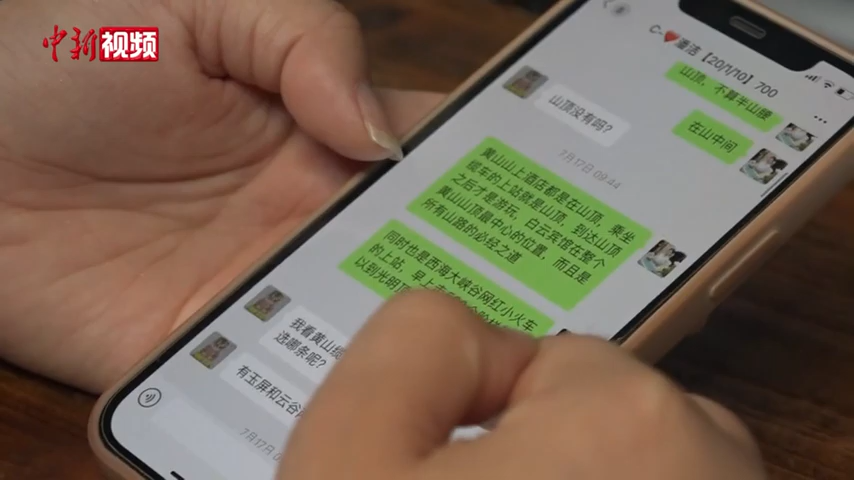 中新视频
C-❤️潘洁【20/1/10】700
山顶，不算半山腰
山顶没有吗？
在山中间
7月17日 09:44
黄山山上酒店都是在山顶，乘坐
缆车的上站就是山顶，到达山顶
之后才是游玩，白云宾馆在整个
黄山山顶最中心的位置，而且是
所有山路的必经之道
同时也是西海大峡谷网红小火车
的上站，早上
以到光明顶
我看黄山缆
选哪条呢？
有玉屏和云谷
7月17日